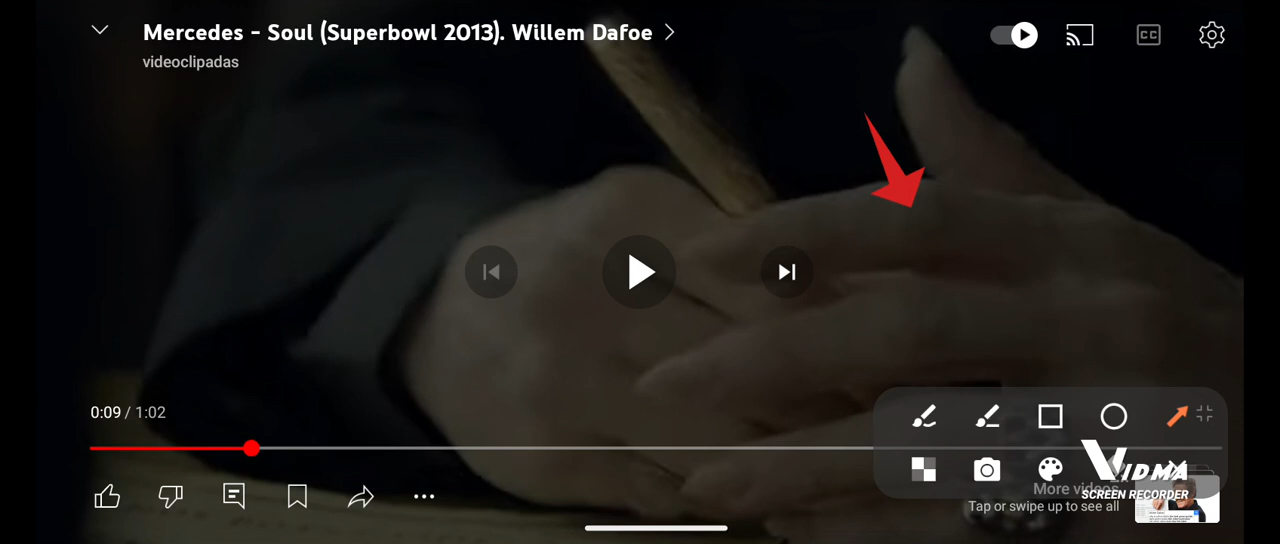 Mercedes - Soul (Superbowl 2013). Willem Dafoe
CC
videoclipadas
0:09 / 1:02
VIDMA
More videos
SCREEN RECORDER
Tap or swipe up to see all